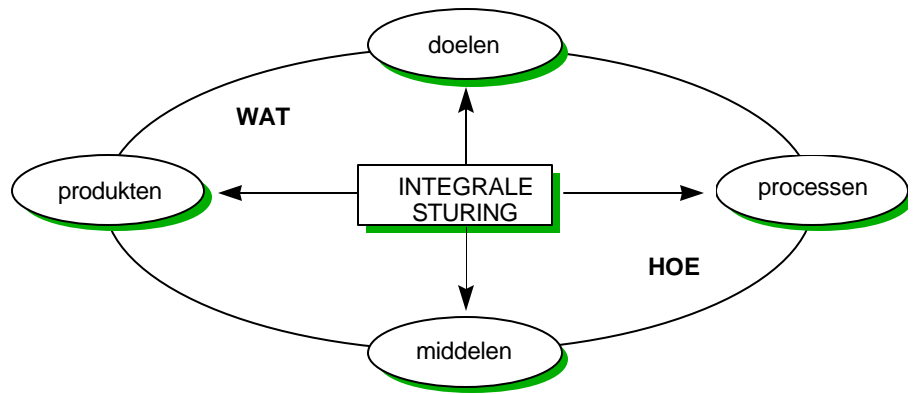 doelen
WAT
produkten
INTEGRALE
STURING
processen
HOE
middelen